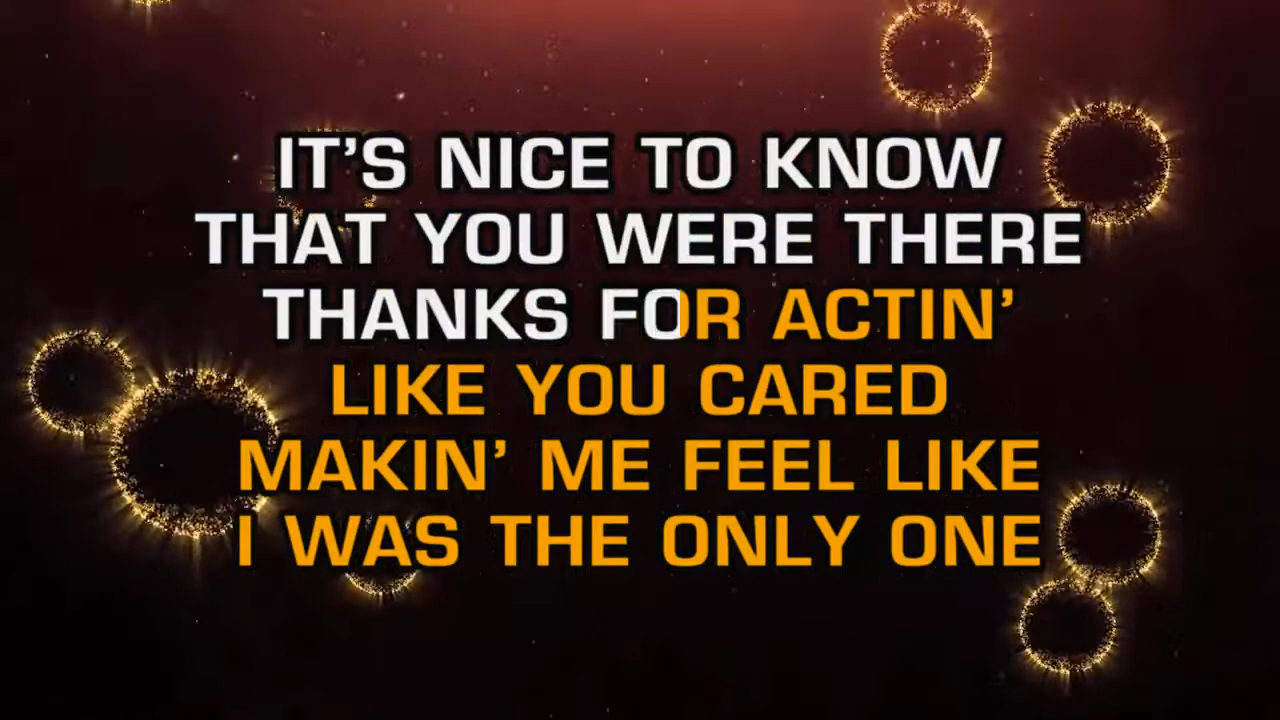 IT’S NICE TO KNOW
THAT YOU WERE THERE
THANKS FOR ACTIN’
LIKE YOU CARED
MAKIN’ ME FEEL LIKE
I WAS THE ONLY ONE